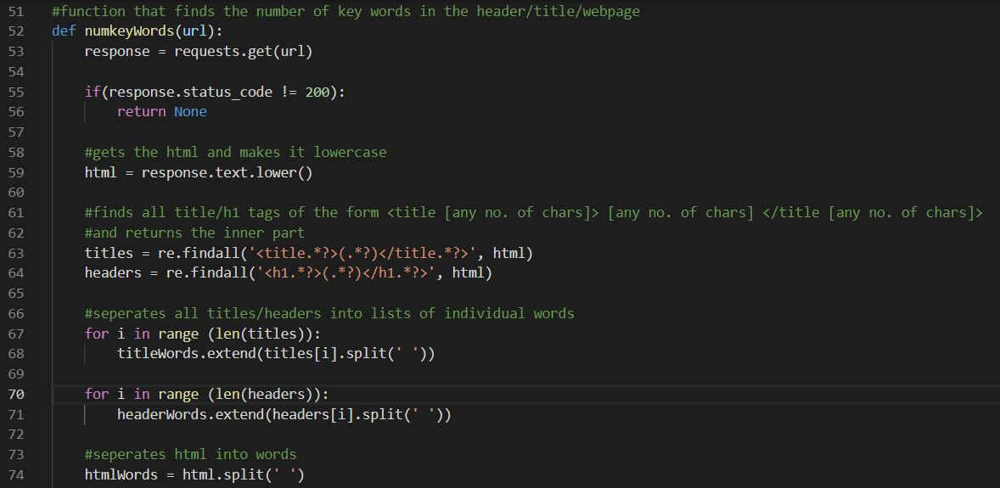 51 #function that finds the number of key words in the header/title/webpage
52 def numkeyWords(url):
53     response = requests.get(url)
54
55     if(response.status_code != 200):
56         return None
57
58     #gets the html and makes it lowercase
59     html = response.text.lower()
60
61     #finds all title/h1 tags of the form <title [any no. of chars]> [any no. of chars] </title [any no. of chars]>
62     #and returns the inner part
63     titles = re.findall('<title.*?>(.*?)</title.*?>', html)
64     headers = re.findall('<h1.*?>(.*?)</h1.*?>', html)
65
66     #seperates all titles/headers into lists of individual words
67     for i in range (len(titles)):
68         titleWords.extend(titles[i].split(' '))
69
70     for i in range (len(headers)):
71         headerWords.extend(headers[i].split(' '))
72
73     #seperates html into words
74     htmlWords = html.split(' ')